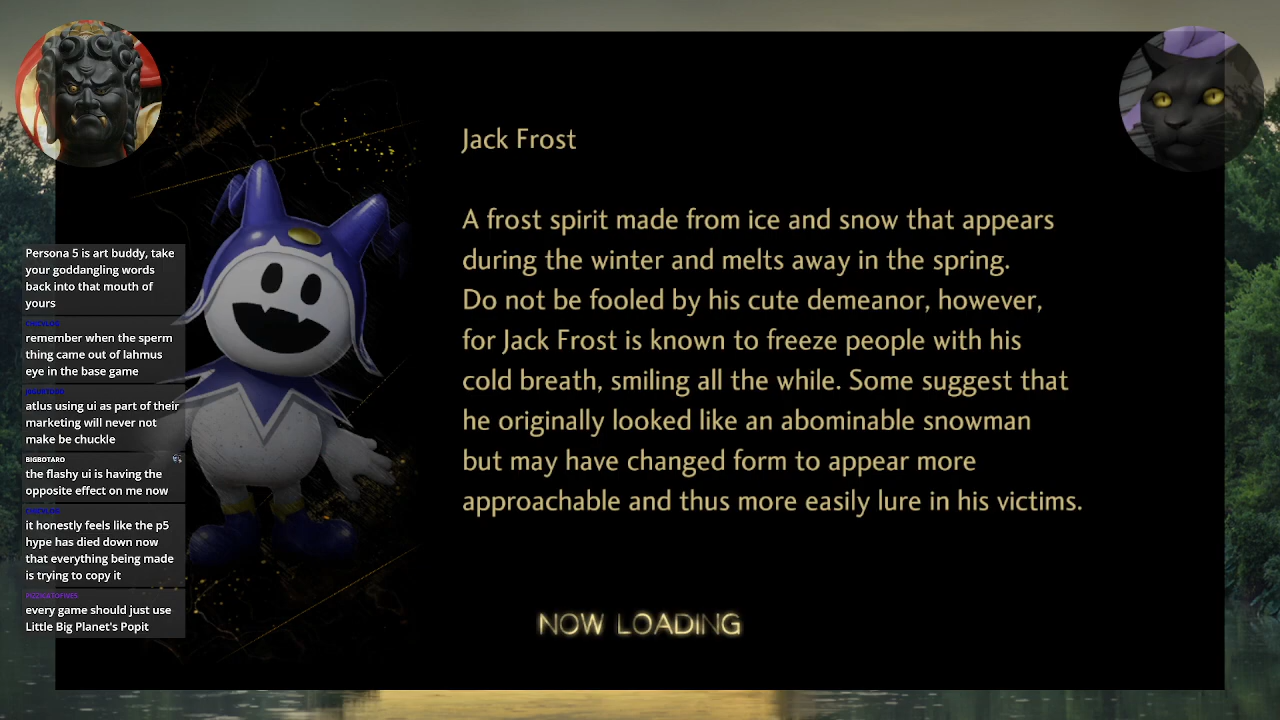 Jack Frost
A frost spirit made from ice and snow that appears
during the winter and melts away in the spring.
Do not be fooled by his cute demeanor, however,
for Jack Frost is known to freeze people with his
cold breath, smiling all the while. Some suggest that
he originally looked like an abominable snowman
but may have changed form to appear more
approachable and thus more easily lure in his victims.
NOW LOADING
Persona 5 is art buddy, take
your goddangling words
back into that mouth of
yours
remember when the sperm
thing came out of lahmus
eye in the base game
atlus using ui as part of their
marketing will never not
make be chuckle
BIGBOTARO
the flashy ui is having the
opposite effect on me now
it honestly feels like the p5
hype has died down now
that everything being made
is trying to copy it
PIZZICATOFIVES
every game should just use
Little Big Planet's Popit